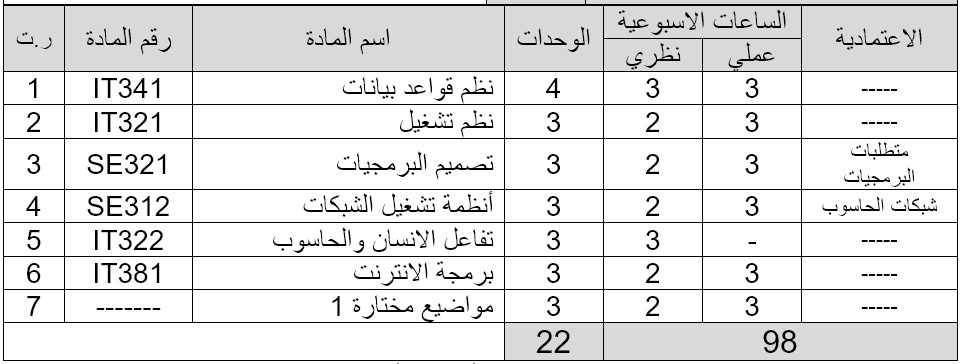 ر.ت رقم المادة اسم المادة الوحدات الساعات الاسبوعية الاعتمادية
نظري عملي
1 IT341 نظم قواعد بيانات 4 3 3 -----
2 IT321 نظم تشغيل 3 2 3 -----
3 SE321 تصميم البرمجيات 3 2 3 متطلبات
البرمجيات
4 SE312 أنظمة تشغيل الشبكات 3 2 3 شبكات الحاسوب
5 IT322 تفاعل الانسان والحاسوب 3 3 - -----
6 IT381 برمجة الانترنت 3 2 3 -----
7 ------- مواضيع مختارة 1 3 2 3 -----
22 98